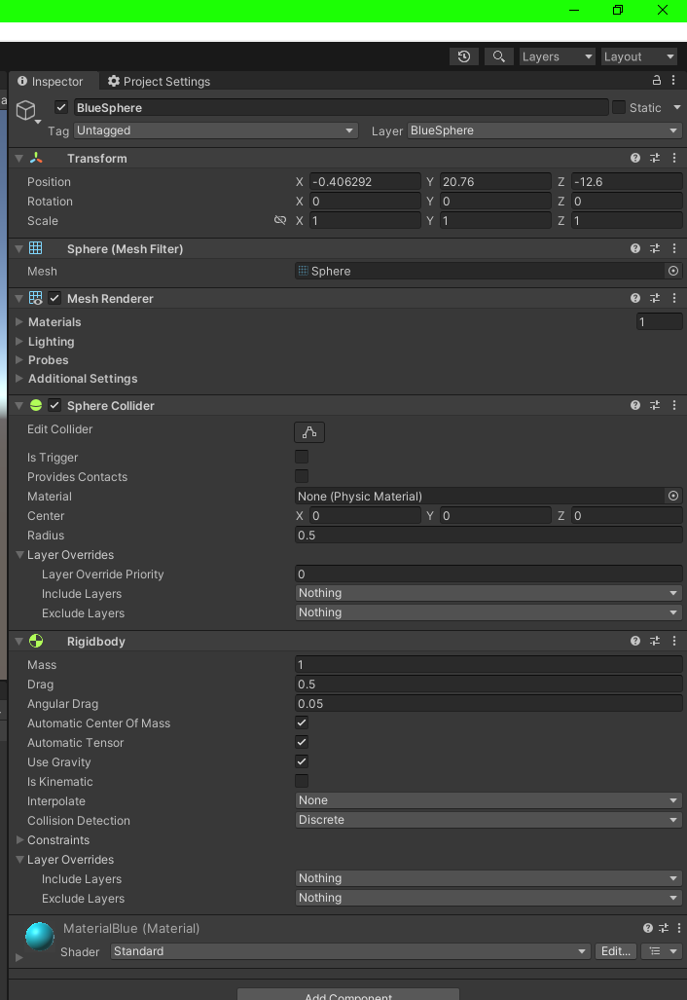 Layers Layout
Inspector Project Settings
BlueSphere Static
Tag Untagged Layer BlueSphere
Transform
Position X -0.406292 Y 20.76 Z -12.6
Rotation X 0 Y 0 Z 0
Scale X 1 Y 1 Z 1
Sphere (Mesh Filter)
Mesh Sphere
Mesh Renderer
Materials 1
Lighting
Probes
Additional Settings
Sphere Collider
Edit Collider
Is Trigger
Provides Contacts
Material None (Physic Material)
Center X 0 Y 0 Z 0
Radius 0.5
Layer Overrides
Layer Override Priority 0
Include Layers Nothing
Exclude Layers Nothing
Rigidbody
Mass 1
Drag 0.5
Angular Drag 0.05
Automatic Center Of Mass
Automatic Tensor
Use Gravity
Is Kinematic
Interpolate None
Collision Detection Discrete
Constraints
Layer Overrides
Include Layers Nothing
Exclude Layers Nothing
MaterialBlue (Material)
Shader Standard Edit...
Add Component